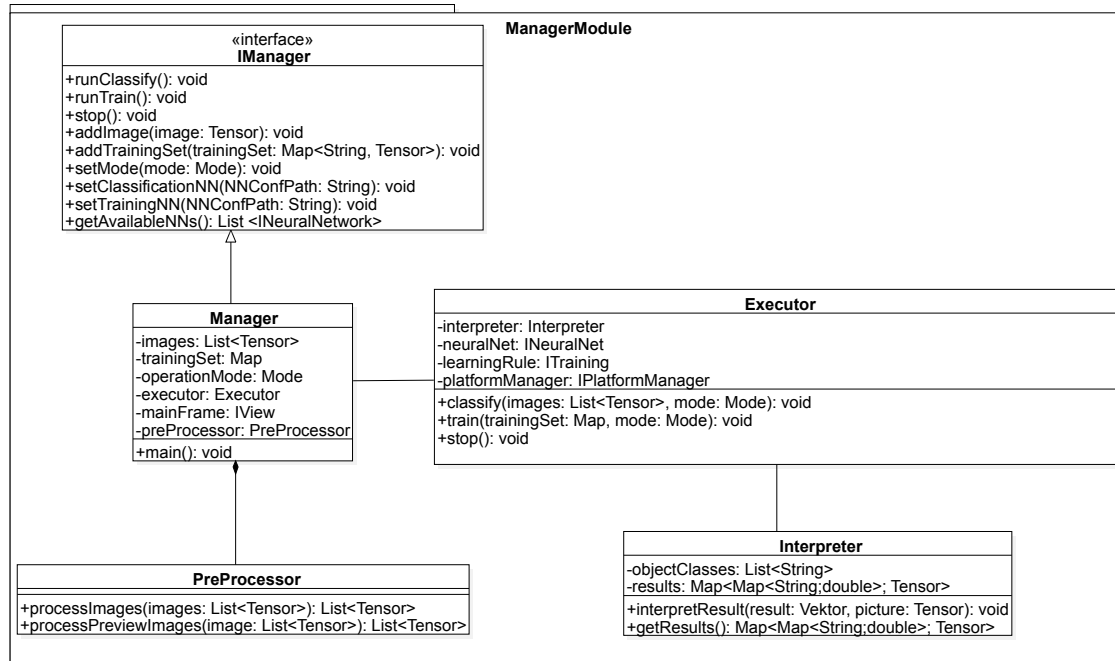 ManagerModule
«interface»
IManager
+runClassify(): void
+runTrain(): void
+stop(): void
+addImage(image: Tensor): void
+addTrainingSet(trainingSet: Map<String, Tensor>): void
+setMode(mode: Mode): void
+setClassificationNN(NNConfPath: String): void
+setTrainingNN(NNConfPath: String): void
+getAvailableNNs(): List <INeuralNetwork>
Manager
-images: List<Tensor>
-trainingSet: Map
-operationMode: Mode
-executor: Executor
-mainFrame: IView
-preProcessor: PreProcessor
+main(): void
Executor
-interpreter: Interpreter
-neuralNet: INeuralNet
-learningRule: ITraining
-platformManager: IPlatformManager
+classify(images: List<Tensor>, mode: Mode): void
+train(trainingSet: Map, mode: Mode): void
+stop(): void
PreProcessor
+processImages(images: List<Tensor>): List<Tensor>
+processPreviewImages(image: List<Tensor>): List<Tensor>
Interpreter
-objectClasses: List<String>
-results: Map<Map<String;double>; Tensor>
+interpretResult(result: Vektor, picture: Tensor): void
+getResults(): Map<Map<String;double>; Tensor>